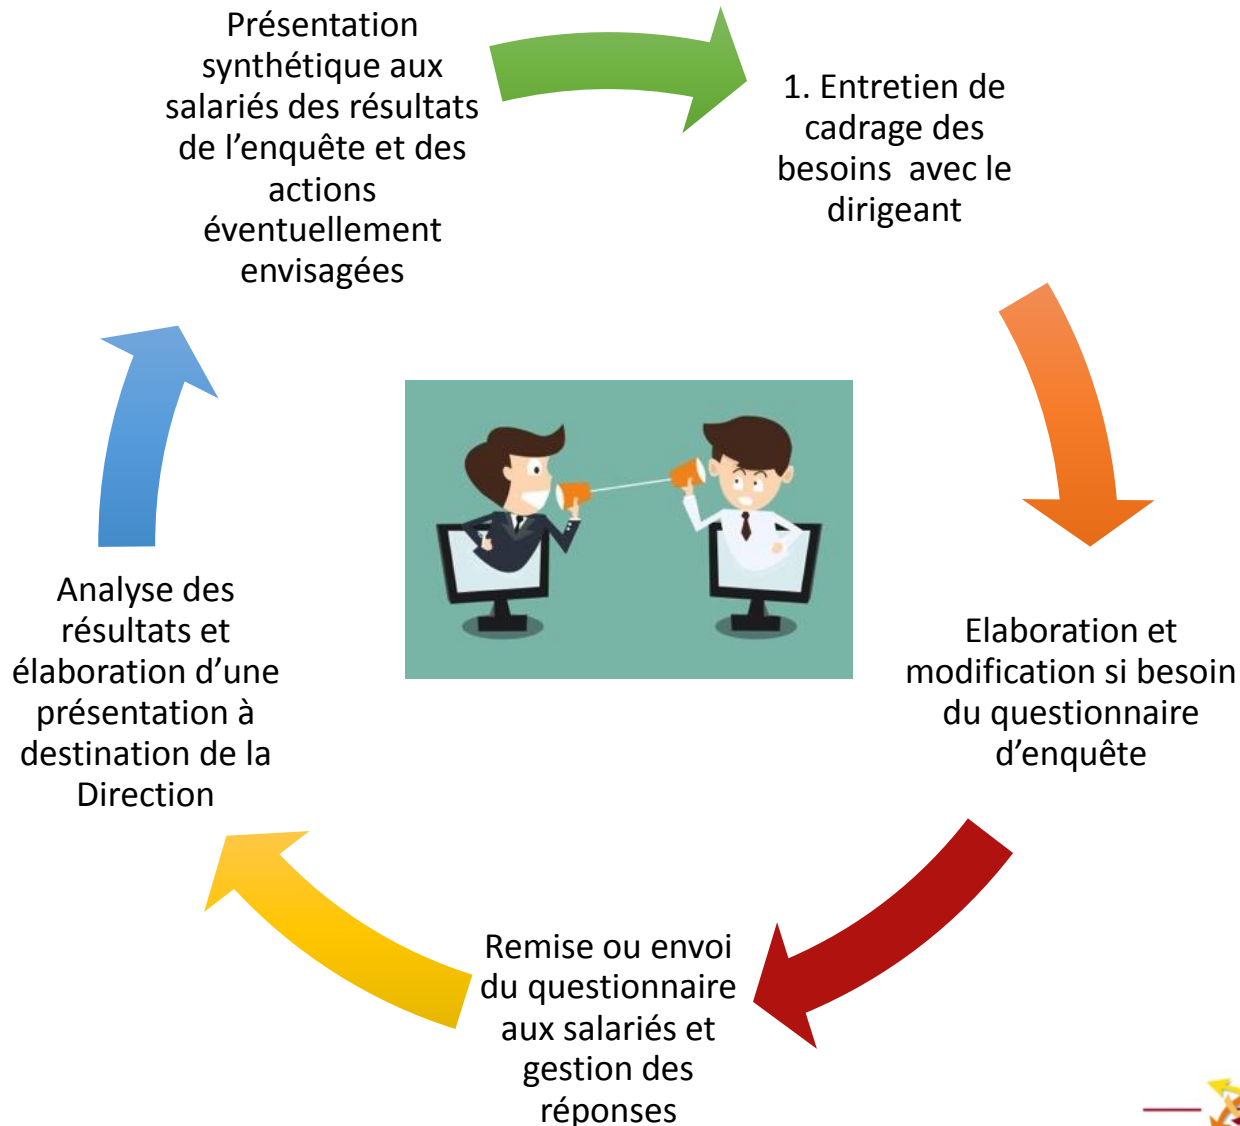 Présentation
synthétique aux
salariés des résultats
de l’enquête et des
actions
éventuellement
envisagées
1. Entretien de
cadrage des
besoins  avec le
dirigeant
Elaboration et
modification si besoin
du questionnaire
d’enquête
Remise ou envoi
du questionnaire
aux salariés et
gestion des
réponses
Analyse des
résultats et
élaboration d’une
présentation à
destination de la
Direction